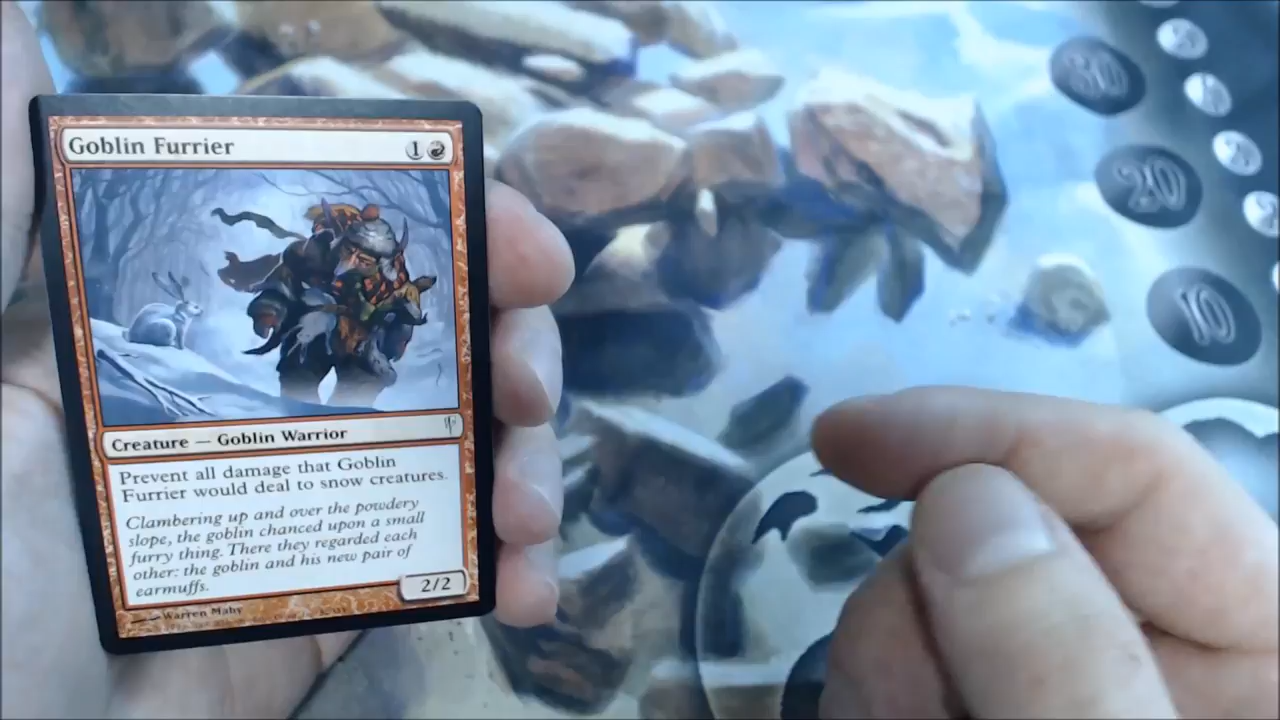 Goblin Furrier 1
Creature — Goblin Warrior
Prevent all damage that Goblin
Furrier would deal to snow creatures.
Clambering up and over the powdery
slope, the goblin chanced upon a small
furry thing. There they regarded each
other: the goblin and his new pair of
earmuffs.
2/2
Warren Mahy
30
20
10